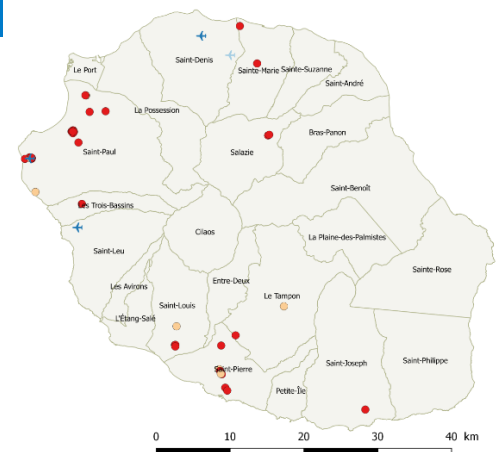 Saint-Denis
Le Port
Sainte-Marie
Sainte-Suzanne
Saint-André
La Possession
Bras-Panon
Saint-Paul
Salazie
Saint-Benoît
Les Trois-Bassins
Cilaos
La Plaine-des-Palmistes
Saint-Leu
Sainte-Rose
Les Avirons
Entre-Deux
Le Tampon
Saint-Louis
L'Étang-Salé
Saint-Pierre
Saint-Joseph
Saint-Philippe
Petite-Île
0 10 20 30 40 km